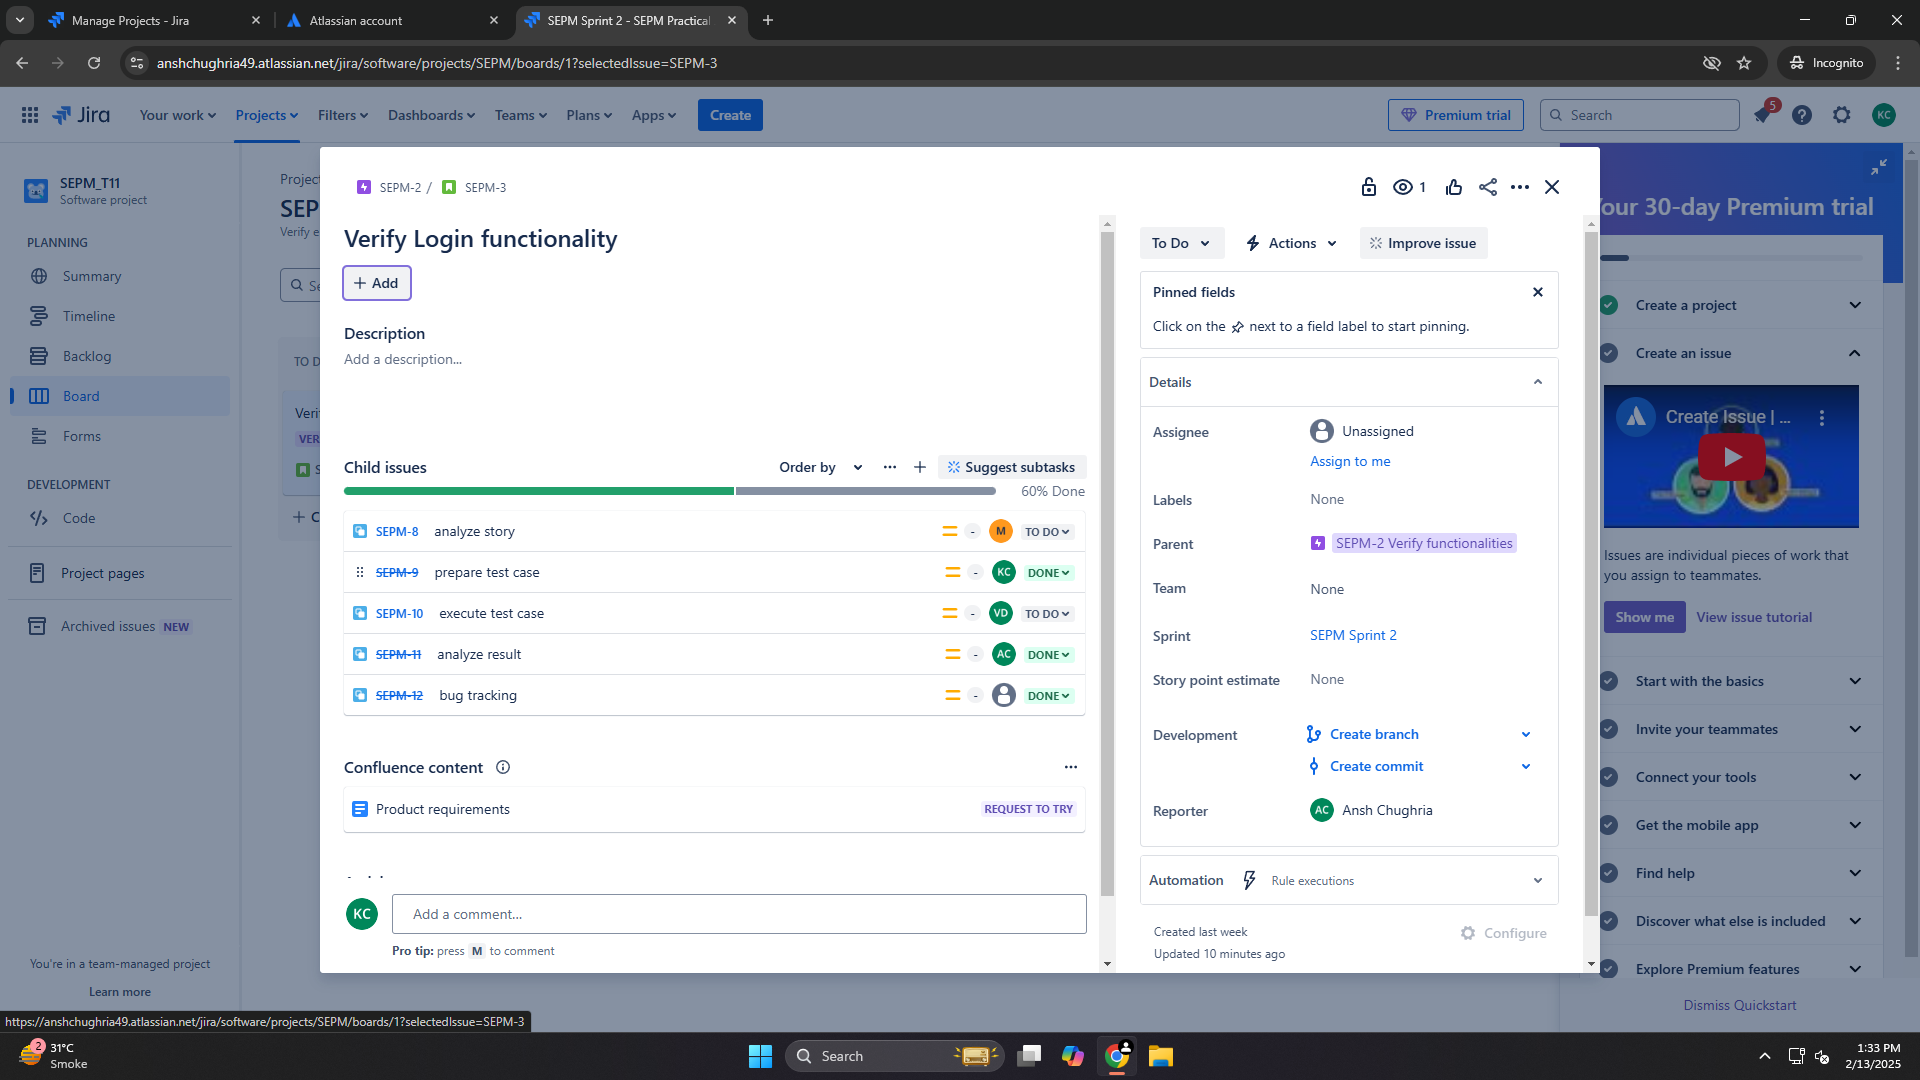 Manage Projects - Jira
Atlassian account
SEPM Sprint 2 - SEPM Practical
anshchughria49.atlassian.net/jira/software/projects/SEPM/boards/1?selectedIssue=SEPM-3
Incognito
Jira
Your work
Projects
Filters
Dashboards
Teams
Plans
Apps
Create
Premium trial
Search
5
KC
SEPM_T11
Software project
PLANNING
Summary
Timeline
Backlog
Board
Forms
DEVELOPMENT
Code
Project pages
Archived issues NEW
You're in a team-managed project
Learn more
SEP
SEPM-2 / SEPM-3
1
Verify Login functionality
+ Add
Description
Add a description...
Child issues
Order by
Suggest subtasks
60% Done
SEPM-8 analyze story - M TO DO
SEPM-9 prepare test case - KC DONE
SEPM-10 execute test case - VD TO DO
SEPM-11 analyze result - AC DONE
SEPM-12 bug tracking - DONE
Confluence content
Product requirements REQUEST TO TRY
KC
Add a comment...
Pro tip: press M to comment
To Do
Actions
Improve issue
Pinned fields
Click on the next to a field label to start pinning.
Details
Assignee Unassigned
Assign to me
Labels None
Parent SEPM-2 Verify functionalities
Team None
Sprint SEPM Sprint 2
Story point estimate None
Development Create branch
Create commit
Reporter AC Ansh Chughria
Automation Rule executions
Created last week
Updated 10 minutes ago
Configure
our 30-day Premium trial
Create a project
Create an issue
Create Issue | ...
Issues are individual pieces of work that
you assign to teammates.
Show me
View issue tutorial
Start with the basics
Invite your teammates
Connect your tools
Get the mobile app
Find help
Discover what else is included
Explore Premium features
Dismiss Quickstart
https://anshchughria49.atlassian.net/jira/software/projects/SEPM/boards/1?selectedIssue=SEPM-3
2
31°C
Smoke
Search
1:33 PM
2/13/2025